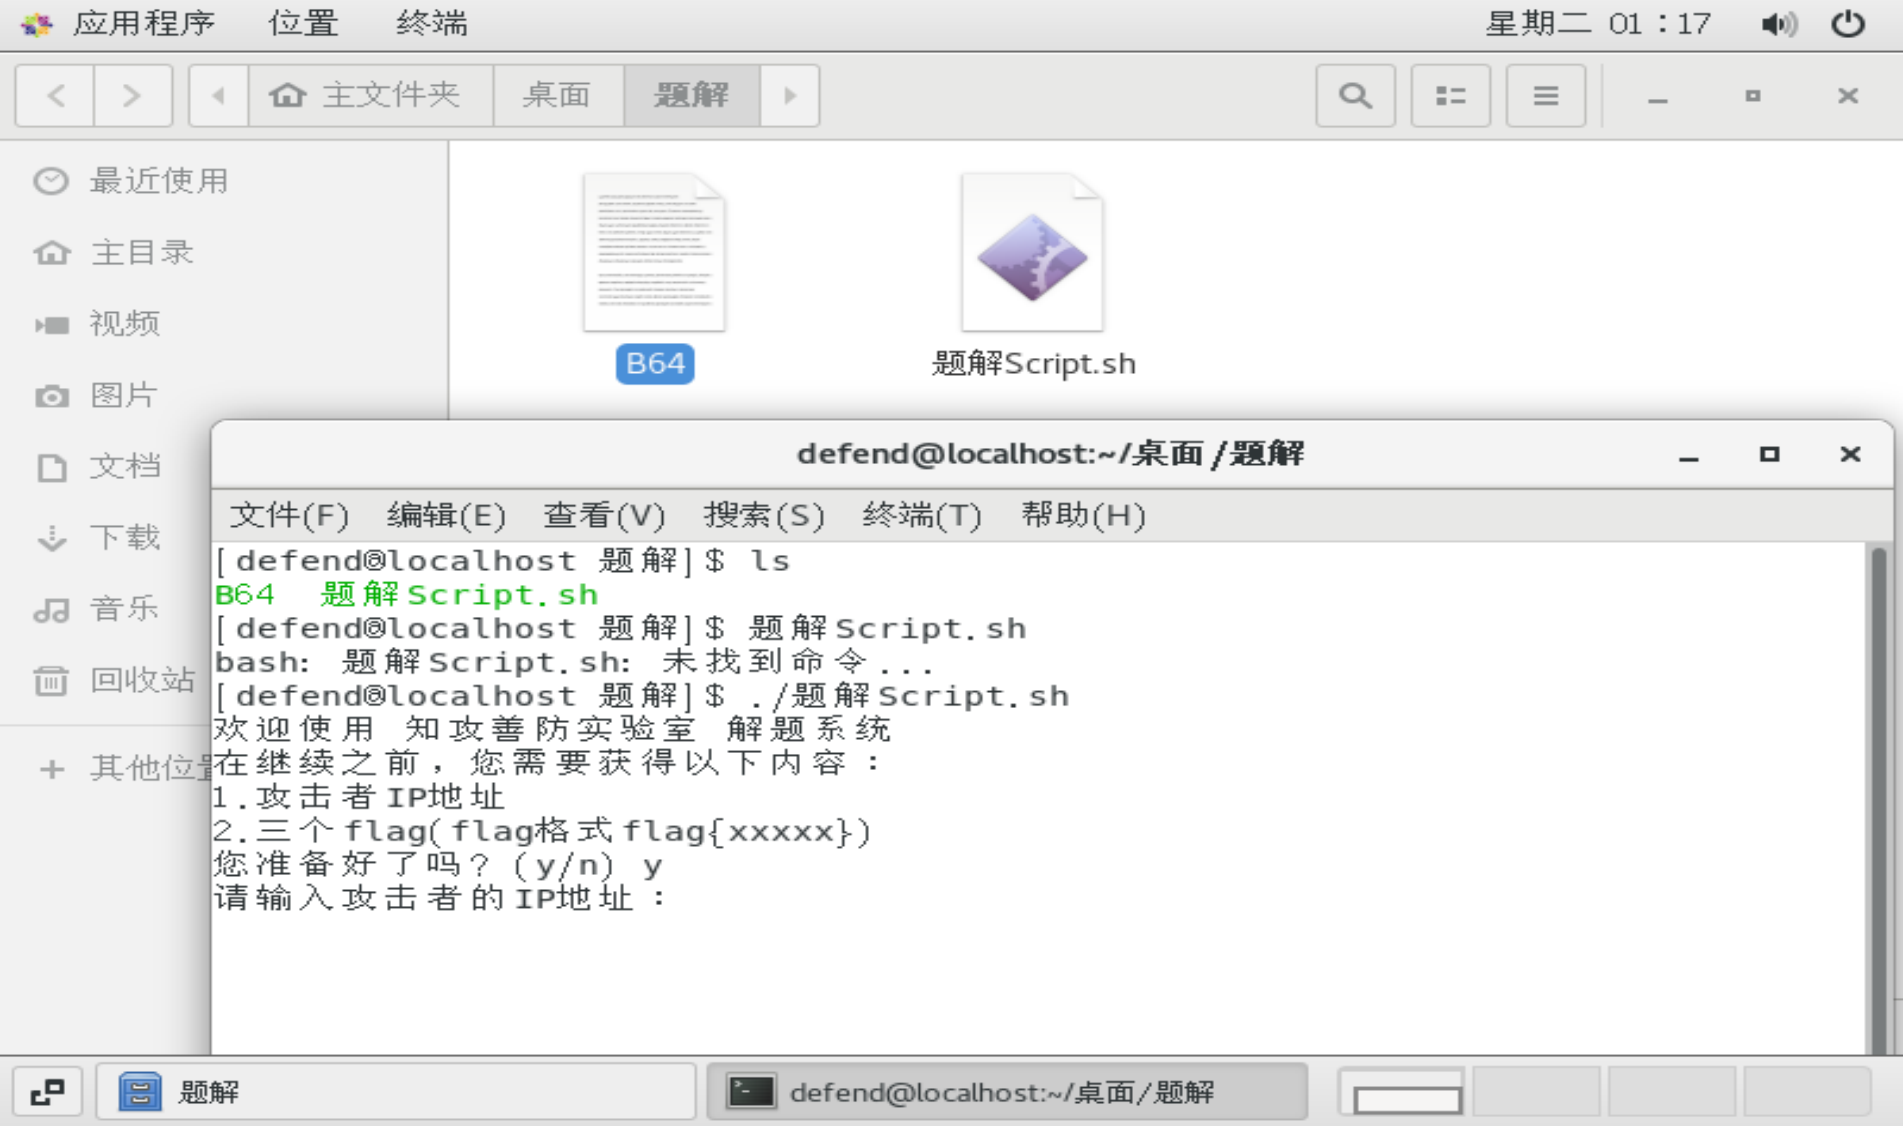 应用程序 位置 终端 星期二 01：17
主文件夹 桌面 题解
最近使用
主目录
视频
图片
文档
下载
音乐
回收站
其他位置
B64 题解Script.sh
defend@localhost:~/桌面/题解
文件(F) 编辑(E) 查看(V) 搜索(S) 终端(T) 帮助(H)
[defend@localhost 题解]$ ls
B64 题解Script.sh
[defend@localhost 题解]$ 题解Script.sh
bash: 题解Script.sh: 未找到命令...
[defend@localhost 题解]$ ./题解Script.sh
欢迎使用 知攻善防实验室 解题系统
在继续之前，您需要获得以下内容：
1.攻击者IP地址
2.三个flag(flag格式flag{xxxxx})
您准备好了吗? (y/n) y
请输入攻击者的IP地址：
题解 defend@localhost:~/桌面/题解